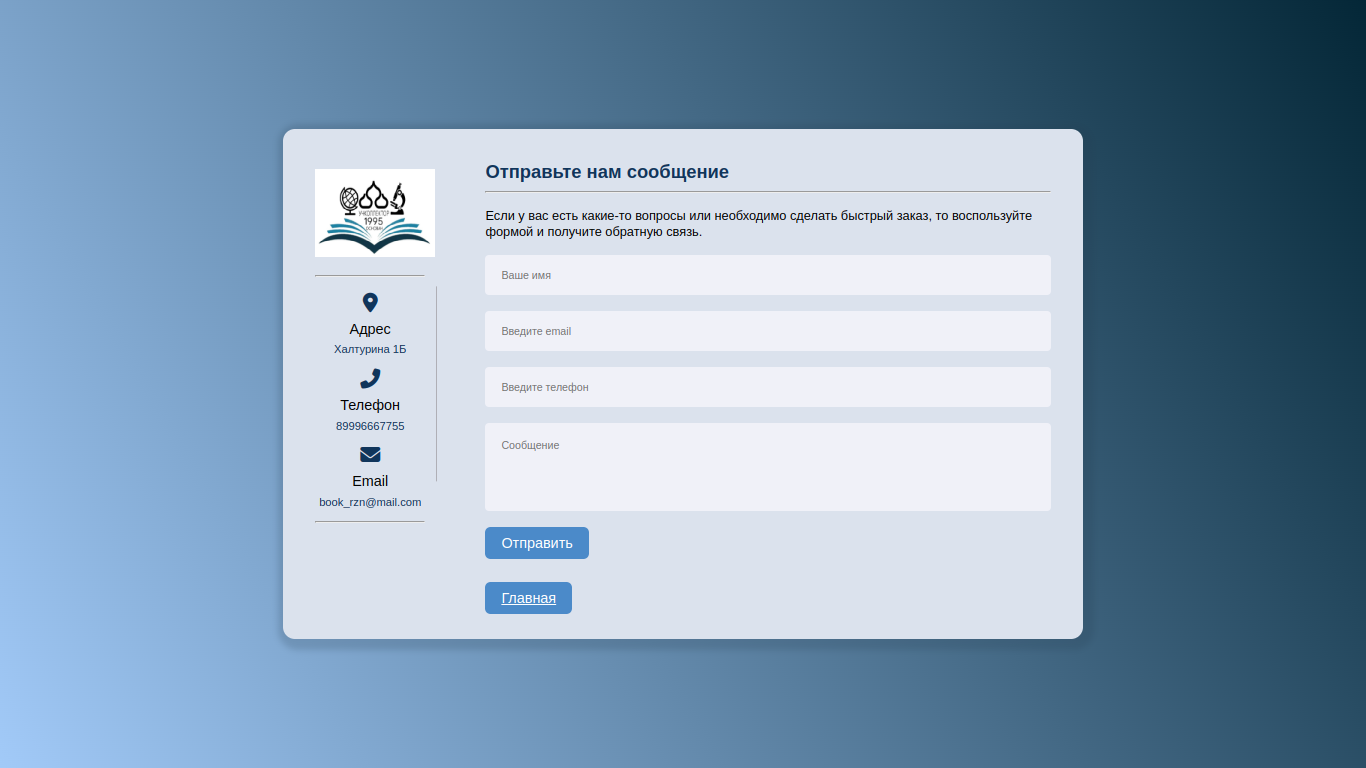 УЧКОЛЛЕКТОР
1995
ОСНОВАН
Адрес
Халтурина 1Б
Телефон
89996667755
Email
book_rzn@mail.com
Отправьте нам сообщение
Если у вас есть какие-то вопросы или необходимо сделать быстрый заказ, то воспользуйте
формой и получите обратную связь.
Ваше имя
Введите email
Введите телефон
Сообщение
Отправить
Главная